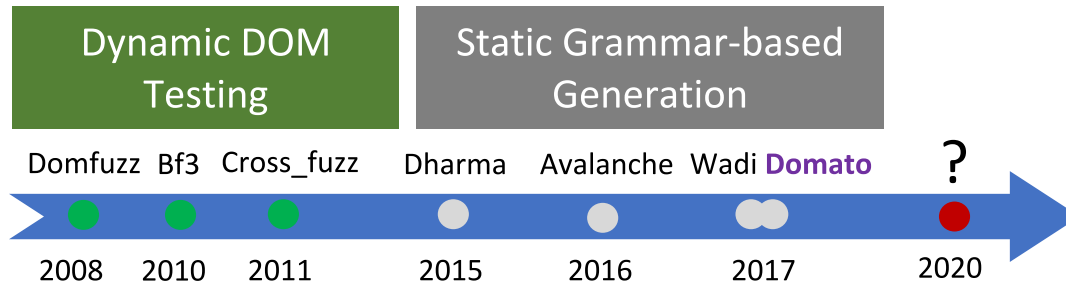 Dynamic DOM
Testing
Static Grammar-based
Generation
Domfuzz Bf3 Cross_fuzz Dharma Avalanche Wadi Domato ?
2008 2010 2011 2015 2016 2017 2020